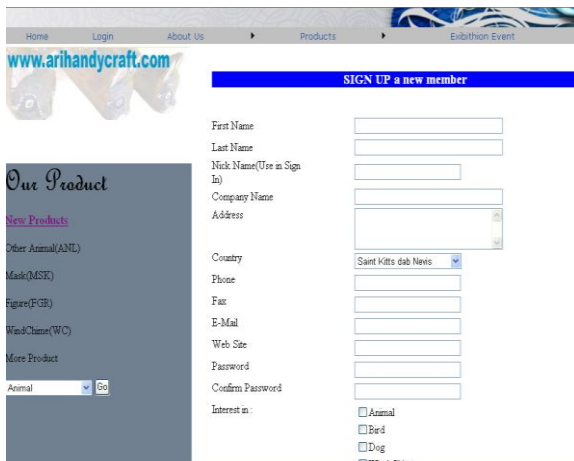 Home Login About Us Products Exibithion Event
www.arihandycraft.com
SIGN UP a new member
Our Product
New Products
Other Animal(ANL)
Mask(MSK)
Figure(FGR)
WindChime(WC)
More Product
Animal Go
First Name
Last Name
Nick Name(Use in Sign
In)
Company Name
Address
Country Saint Kitts dab Nevis
Phone
Fax
E-Mail
Web Site
Password
Confirm Password
Interest in : Animal
Bird
Dog